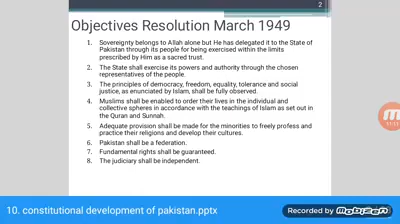 2
Objectives Resolution March 1949
1. Sovereignty belongs to Allah alone but He has delegated it to the State of
Pakistan through its people for being exercised within the limits
prescribed by Him as a sacred trust.
2. The State shall exercise its powers and authority through the chosen
representatives of the people.
3. The principles of democracy, freedom, equality, tolerance and social
justice, as enunciated by Islam, shall be fully observed.
4. Muslims shall be enabled to order their lives in the individual and
collective spheres in accordance with the teachings of Islam as set out in
the Quran and Sunnah.
5. Adequate provision shall be made for the minorities to freely profess and
practice their religions and develop their cultures.
6. Pakistan shall be a federation.
7. Fundamental rights shall be guaranteed.
8. The judiciary shall be independent.
10. constitutional development of pakistan.pptx
Recorded by MOBIZEN